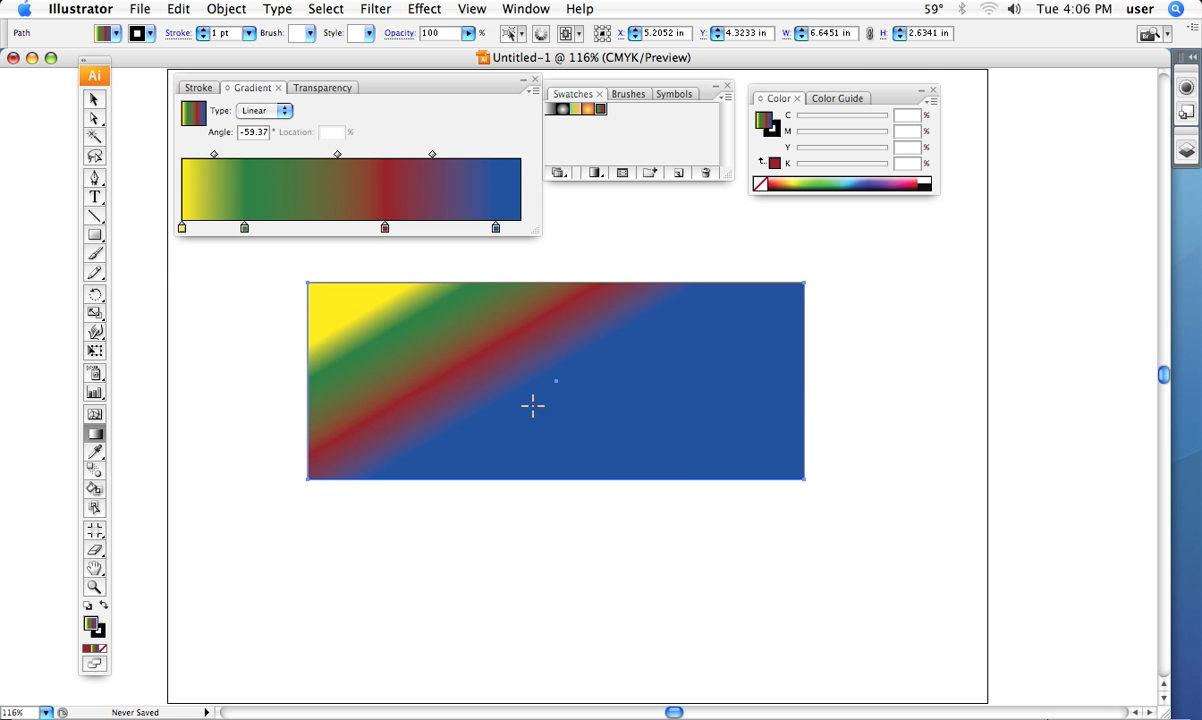 Illustrator File Edit Object Type Select Filter Effect View Window Help 59° Tue 4:06 PM user
Path Stroke: 1 pt Brush: Style: Opacity: 100 % X: 5.2052 in Y: 4.3233 in W: 6.6451 in H: 2.6341 in
Untitled-1 @ 116% (CMYK/Preview)
Ai
Stroke Gradient Transparency
Type: Linear
Angle: -59.37 ° Location: %
Swatches Brushes Symbols
Color Color Guide
C %
M %
Y %
K %
T
116% Never Saved